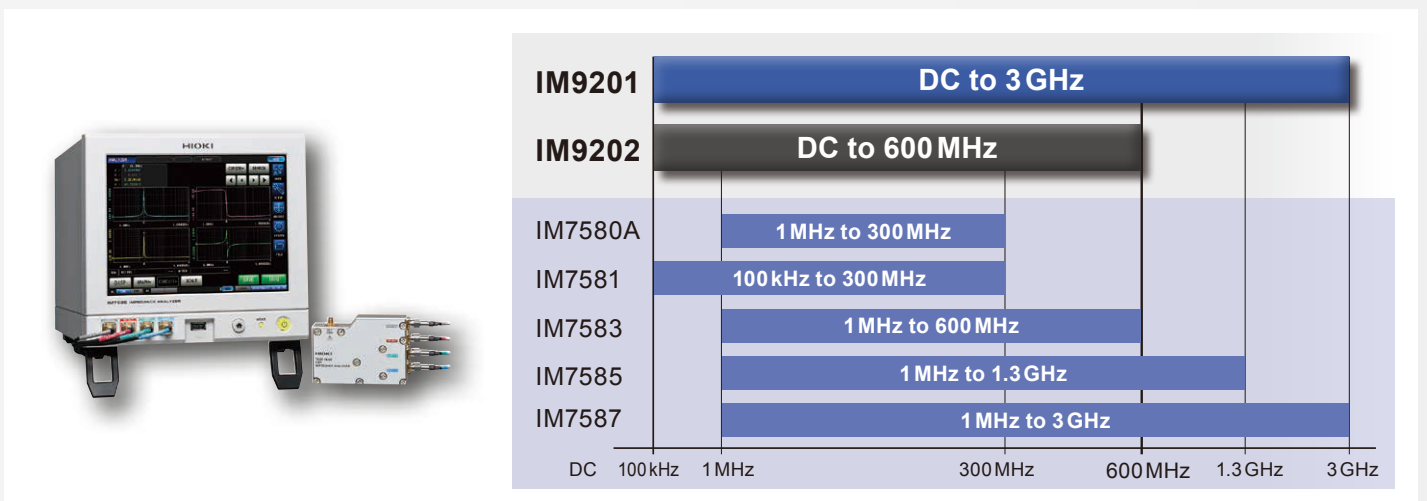 HIOKI
IM9201
DC to 3 GHz
IM9202
DC to 600 MHz
IM7580A
1 MHz to 300 MHz
IM7581
100 kHz to 300 MHz
IM7583
1 MHz to 600 MHz
IM7585
1 MHz to 1.3 GHz
IM7587
1 MHz to 3 GHz
DC 100 kHz 1 MHz 300 MHz 600 MHz 1.3 GHz 3 GHz
HIOKI
IMPEDANCE ANALYZER